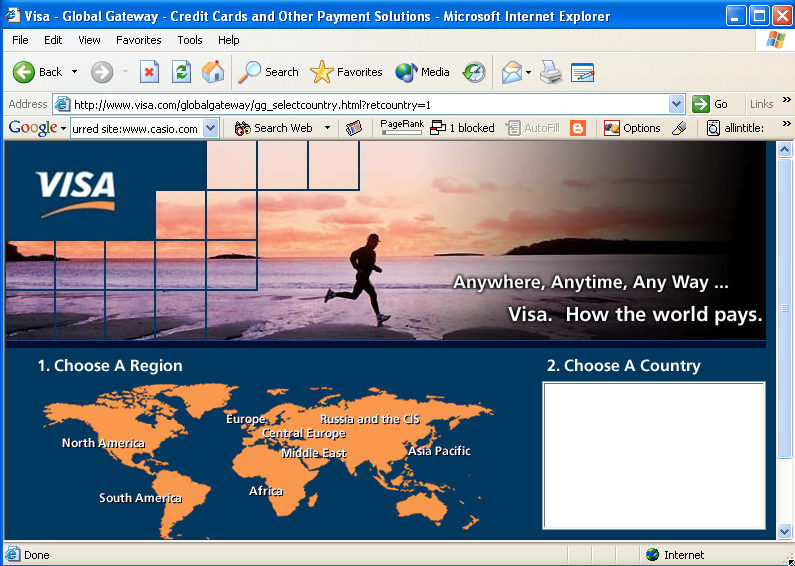 Visa - Global Gateway - Credit Cards and Other Payment Solutions - Microsoft Internet Explorer
File Edit View Favorites Tools Help
Back Search Favorites Media
Address http://www.visa.com/globalgateway/gg_selectcountry.html?retcountry=1 Go Links »
Google urred site:www.casio.com Search Web PageRank 1 blocked AutoFill Options allintitle: »
VISA
Anywhere, Anytime, Any Way ...
Visa. How the world pays.
1. Choose A Region 2. Choose A Country
Europe Russia and the CIS
Central Europe
North America
Middle East Asia Pacific
Africa
South America
Done Internet